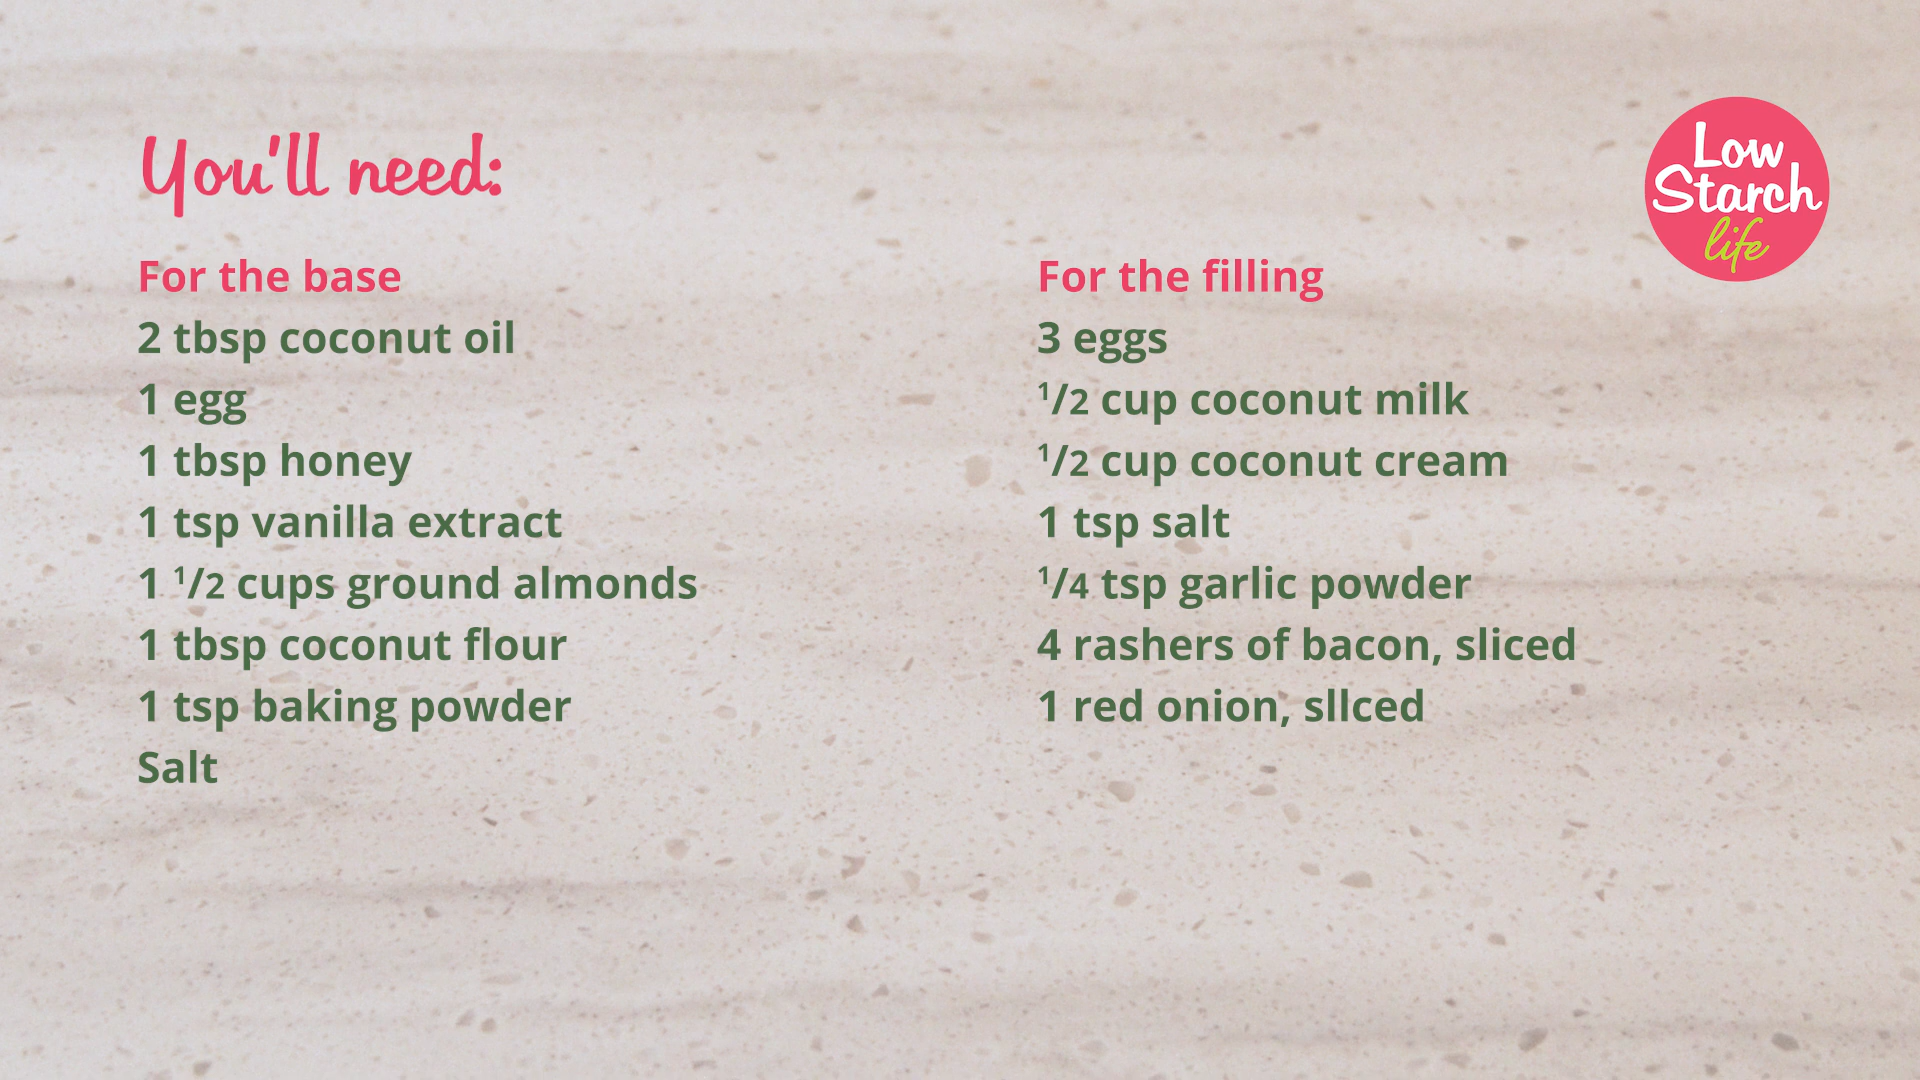 You'll need:
Low
Starch
life
For the base
2 tbsp coconut oil
1 egg
1 tbsp honey
1 tsp vanilla extract
1 1/2 cups ground almonds
1 tbsp coconut flour
1 tsp baking powder
Salt
For the filling
3 eggs
1/2 cup coconut milk
1/2 cup coconut cream
1 tsp salt
1/4 tsp garlic powder
4 rashers of bacon, sliced
1 red onion, sllced